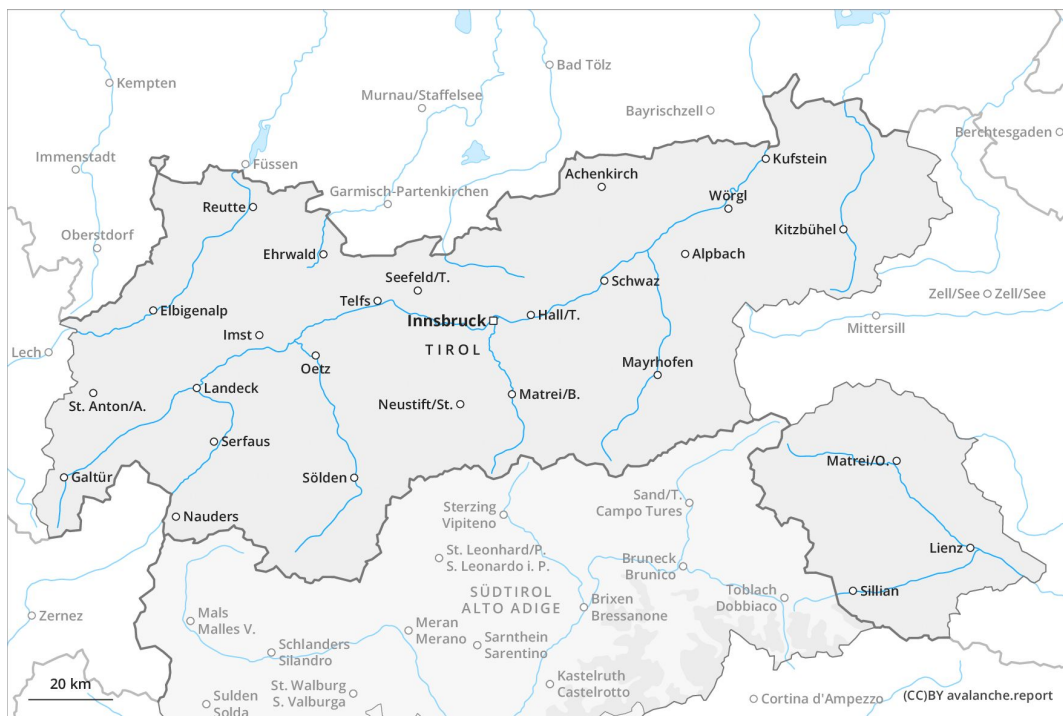 Kempten
Bad Tölz
Murnau/Staffelsee
Bayrischzell
Berchtesgaden
Immenstadt
Füssen
Kufstein
Achenkirch
Garmisch-Partenkirchen
Reutte
Wörgl
Oberstdorf
Kitzbühel
Ehrwald
Alpbach
Seefeld/T.
Schwaz
Telfs
Zell/See
Zell/See
Elbigenalp
Innsbruck
Hall/T.
Mittersill
Imst
TIROL
Lech
Oetz
Mayrhofen
Landeck
Matrei/B.
St. Anton/A.
Neustift/St.
Serfaus
Matrei/O.
Galtür
Sölden
Sand/T.
Campo Tures
Sterzing
Vipiteno
Nauders
Lienz
St. Leonhard/P.
S. Leonardo i. P.
Bruneck
Brunico
SÜDTIROL
ALTO ADIGE
Sillian
Toblach
Dobbiaco
Brixen
Bressanone
Zernez
Mals
Malles V.
Meran
Merano
Sarnthein
Sarentino
Schlanders
Silandro
Kastelruth
Castelrotto
20 km
St. Walburg
S. Valburga
Sulden
Solda
Cortina d'Ampezzo
(CC)BY avalanche.report